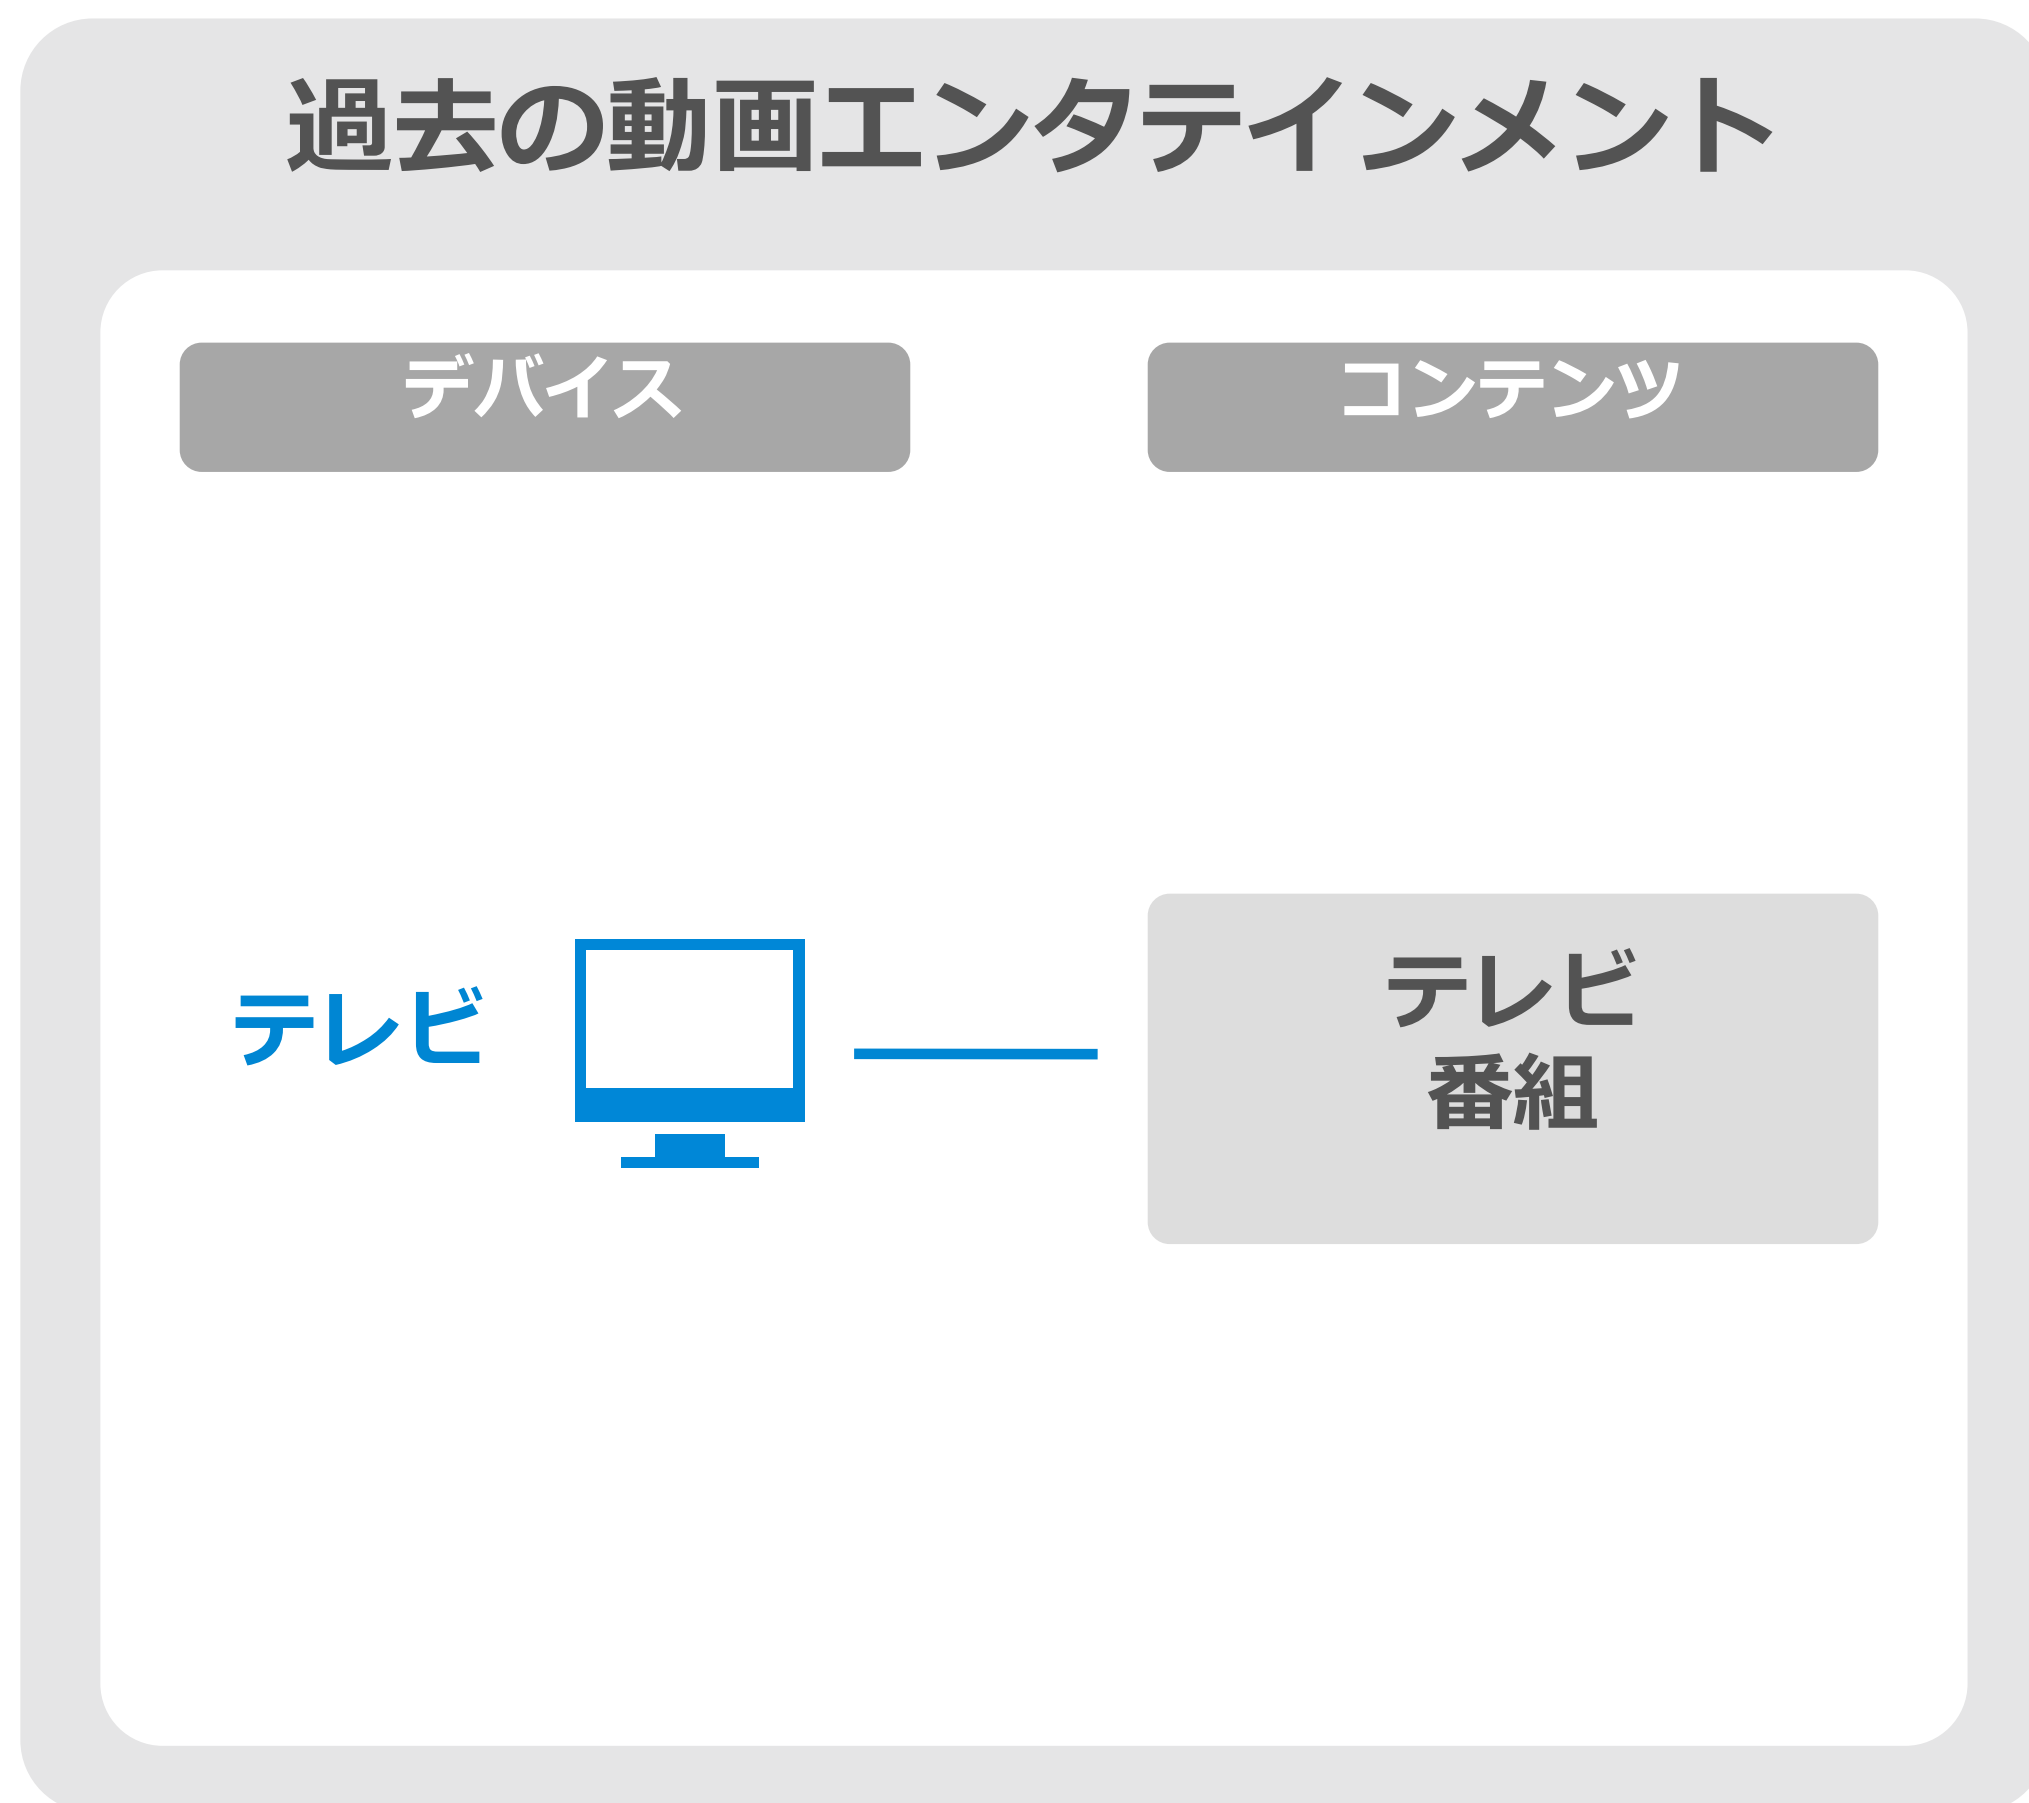 過去の動画エンタテインメント
デバイス
コンテンツ
テレビ
テレビ
番組